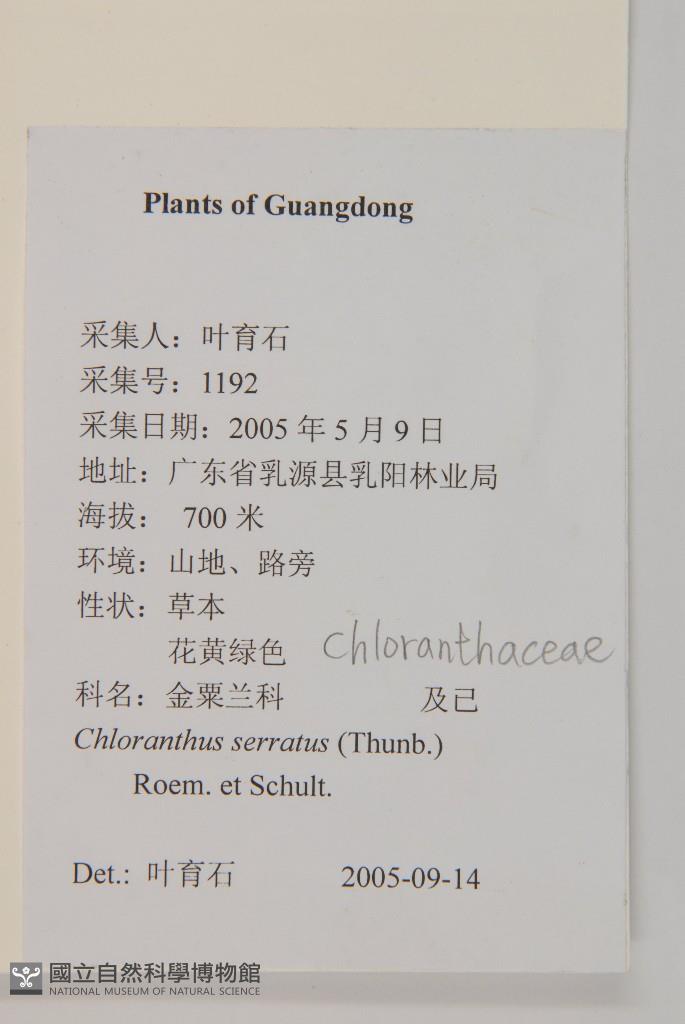 Plants of Guangdong
采集人：叶育石
采集号：1192
采集日期：2005 年 5 月 9 日
地址：广东省乳源县乳阳林业局
海拔： 700 米
环境：山地、路旁
性状：草本
花黄绿色 Chloranthaceae
科名：金粟兰科 及己
Chloranthus serratus (Thunb.)
Roem. et Schult.
Det.: 叶育石 2005-09-14
國立自然科學博物館
NATIONAL MUSEUM OF NATURAL SCIENCE